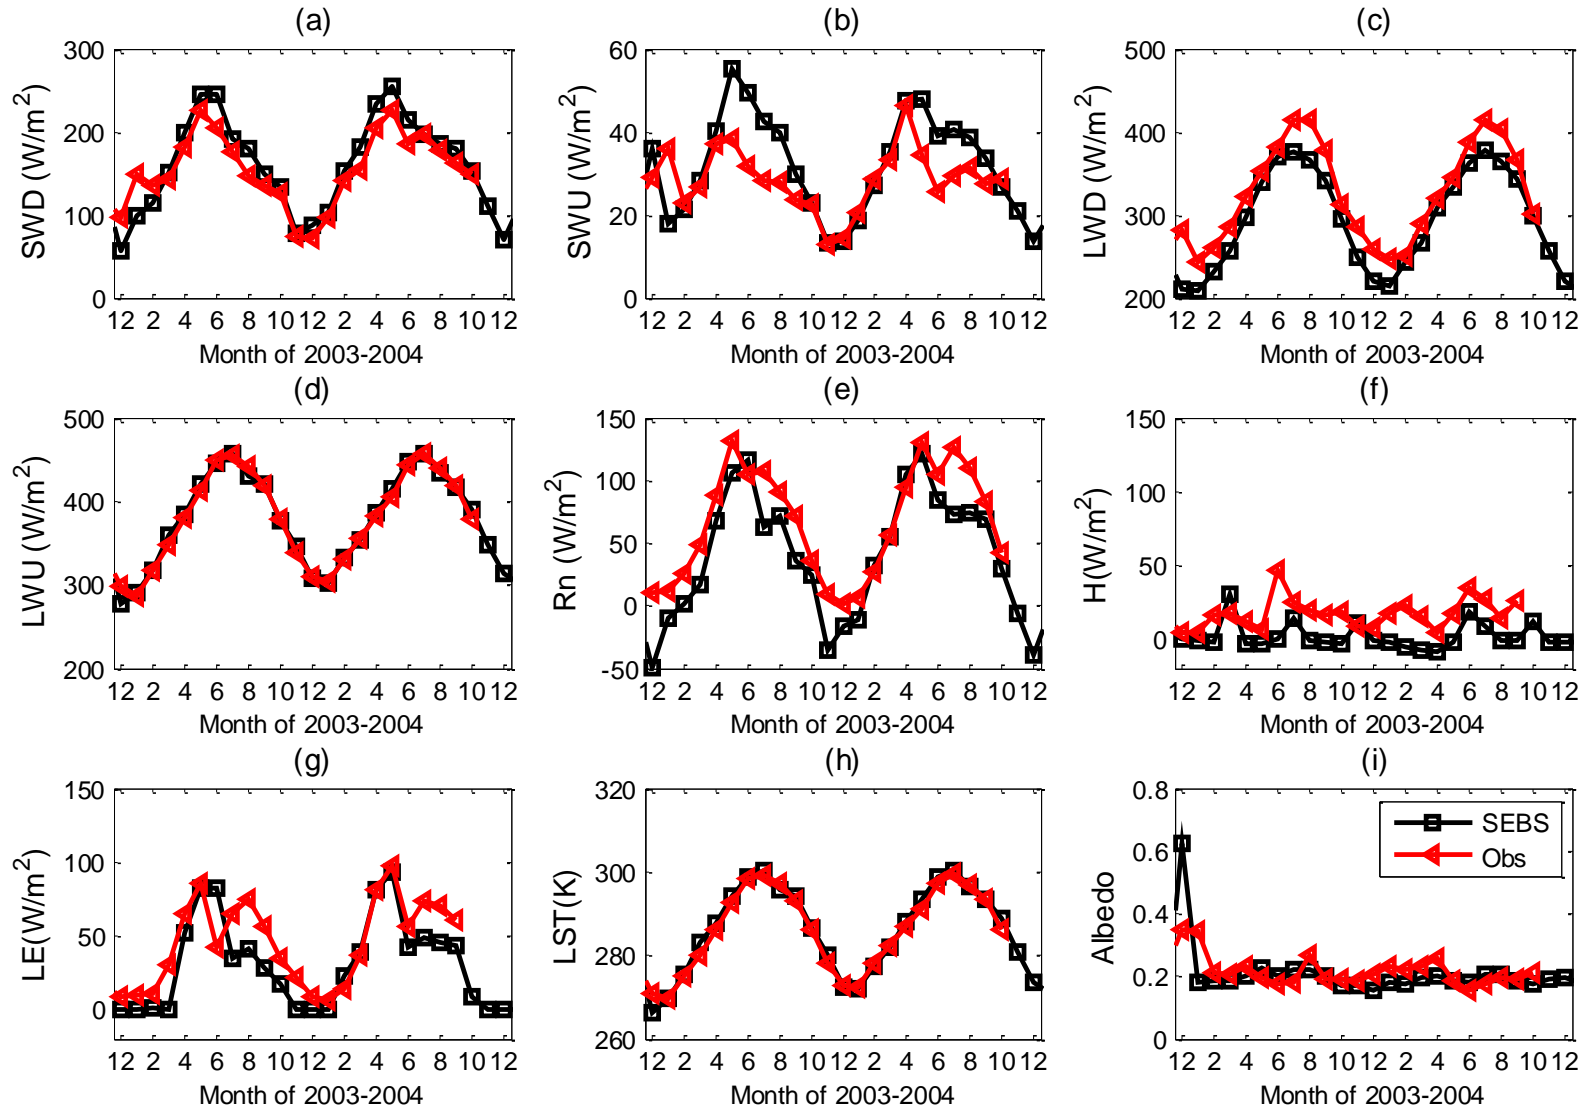 (a)
300
200
100
0
SWD (W/m²)
12 2 4 6 8 10 12 2 4 6 8 10 12
Month of 2003-2004
(b)
60
40
20
0
SWU (W/m²)
12 2 4 6 8 10 12 2 4 6 8 10 12
Month of 2003-2004
(c)
500
400
300
200
LWD (W/m²)
12 2 4 6 8 10 12 2 4 6 8 10 12
Month of 2003-2004
(d)
500
400
300
200
LWU (W/m²)
12 2 4 6 8 10 12 2 4 6 8 10 12
Month of 2003-2004
(e)
150
100
50
0
-50
Rn (W/m²)
12 2 4 6 8 10 12 2 4 6 8 10 12
Month of 2003-2004
(f)
150
100
50
0
H(W/m²)
12 2 4 6 8 10 12 2 4 6 8 10 12
Month of 2003-2004
(g)
150
100
50
0
LE(W/m²)
12 2 4 6 8 10 12 2 4 6 8 10 12
Month of 2003-2004
(h)
320
300
280
260
LST(K)
12 2 4 6 8 10 12 2 4 6 8 10 12
Month of 2003-2004
(i)
0.8
0.6
0.4
0.2
0
Albedo
SEBS
Obs
12 2 4 6 8 10 12 2 4 6 8 10 12
Month of 2003-2004